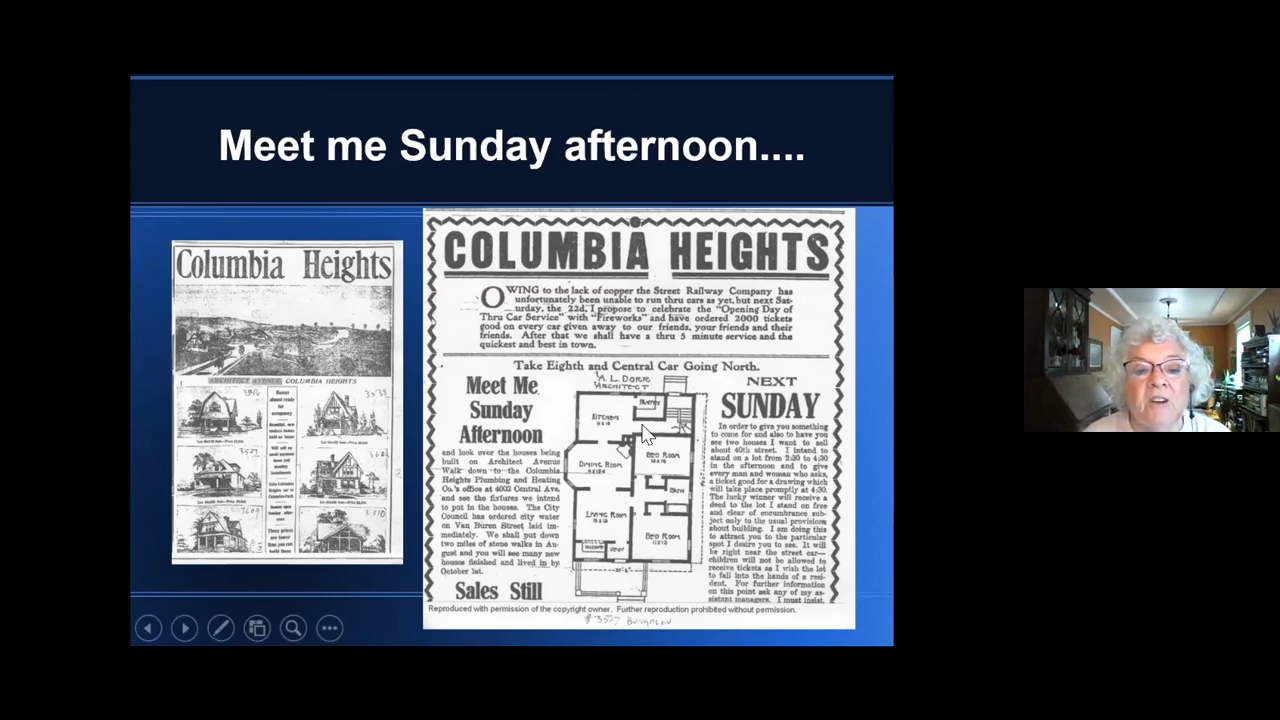 Meet me Sunday afternoon....
Columbia Heights
ARCHITECT AVENUE, COLUMBIA HEIGHTS
COLUMBIA HEIGHTS
OWING to the lack of copper the Street Railway Company has
unfortunately been unable to run thru cars as yet, but next Sat-
urday, the 22d, I propose to celebrate the "Opening Day of
Thru Car Service" with "Fireworks" and have ordered 2000 tickets
good on every car given away to our friends, your friends and their
friends. After that we shall have a thru 5 minute service and the
quickest and best in town.
Take Eighth and Central Car Going North.
Meet Me
Sunday
Afternoon
and look over the houses being
built on Architect Avenue
Walk down to the Columbia
Heights Plumbing and Heating
Co.'s office at 4002 Central Ave.
and see the fixtures we intend
to put in the houses. The City
Council has ordered city water
on Van Buren Street laid im-
mediately. We shall put down
two miles of stone walks in Au-
gust and you will see many new
houses finished and lived in by
October 1st.
Sales Still
A. L. DORR
ARCHITECT
KITCHEN
PANTRY
DINING ROOM
BED ROOM
BATH
LIVING ROOM
BED ROOM
VEST
NEXT
SUNDAY
In order to give you something
to come for and also to have you
see two houses I want to sell
about 40th street. I intend to
stand on a lot from 2:30 to 4:30
in the afternoon and to give
every man and woman who asks,
a ticket good for a drawing which
will take place promptly at 4:30.
The lucky winner will receive a
deed to the lot I stand on free
and clear of encumbrance sub-
ject only to the usual provisions
about building. I am doing this
to attract you to the particular
spot I desire you to see. It will
be right near the street car—
children will not be allowed to
receive tickets as I wish the lot
to fall into the hands of a resi-
dent. For further information
on this point ask any of my as-
sistant managers. I must insist
Reproduced with permission of the copyright owner. Further reproduction prohibited without permission.
#3527 BUNGALOW